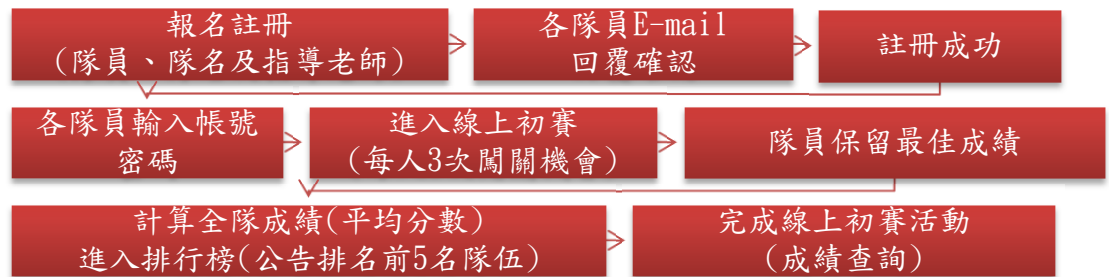 報名註冊
(隊員、隊名及指導老師)
各隊員E-mail
回覆確認
註冊成功
各隊員輸入帳號
密碼
進入線上初賽
(每人3次闖關機會)
隊員保留最佳成績
計算全隊成績(平均分數)
進入排行榜(公告排名前5名隊伍)
完成線上初賽活動
(成績查詢)